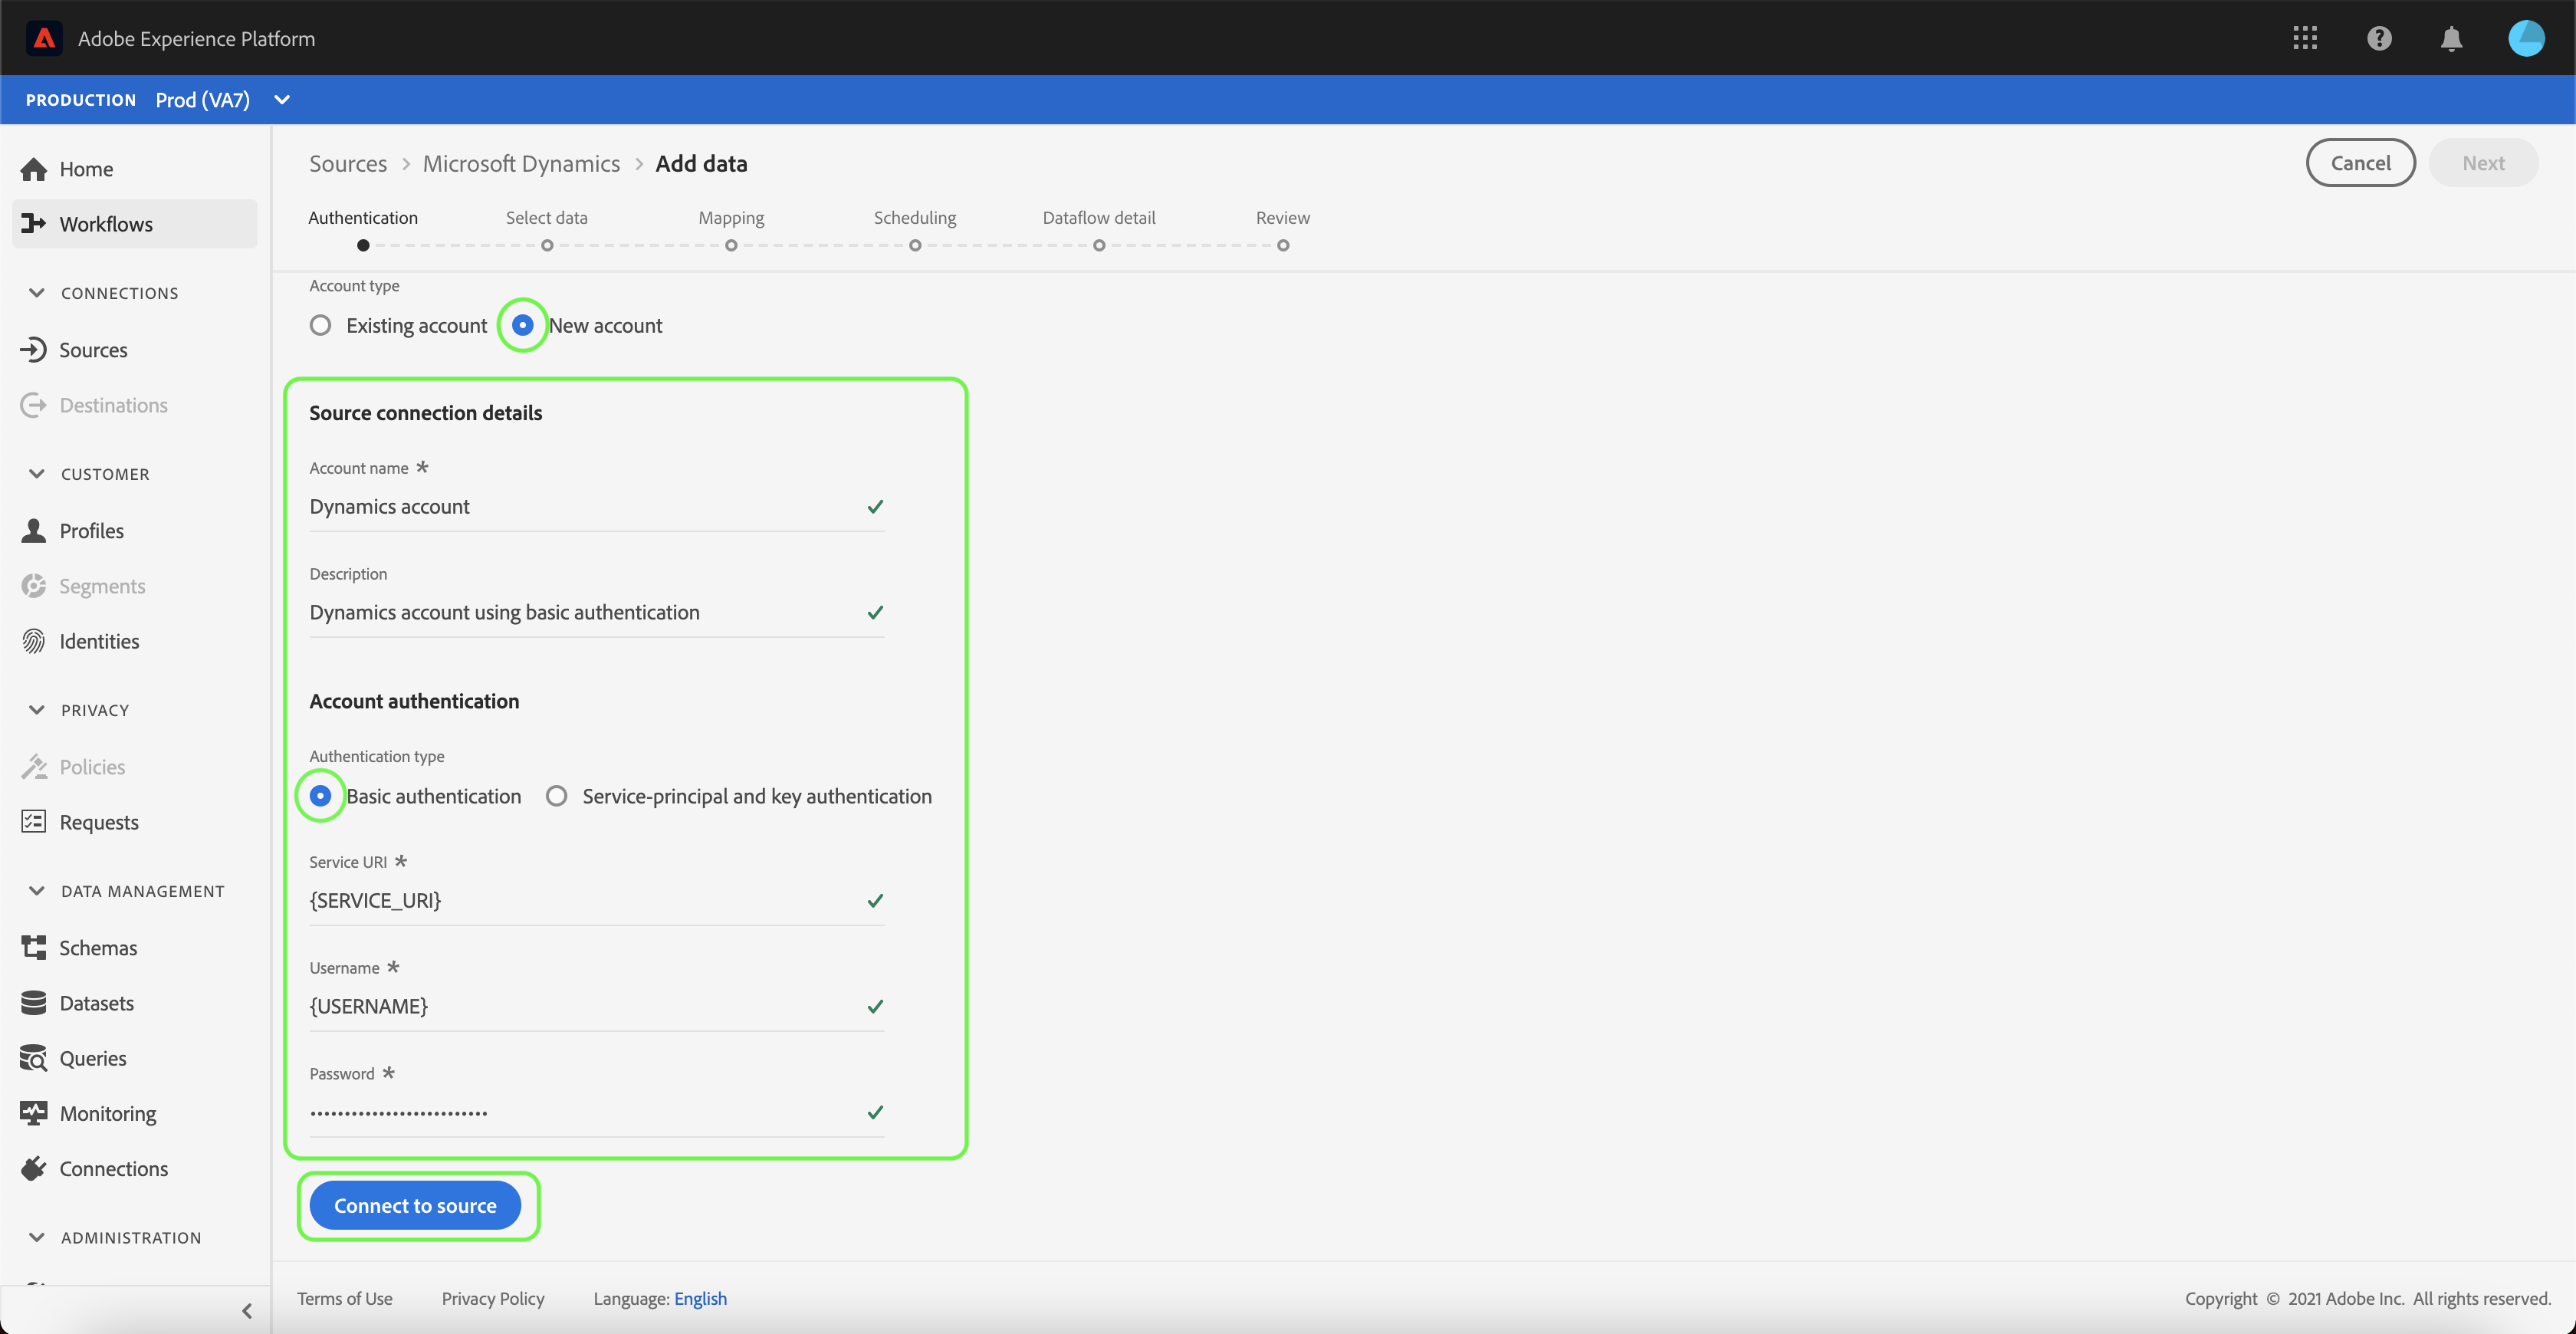 Adobe Experience Platform
PRODUCTION Prod (VA7)
Home
Workflows
CONNECTIONS
Sources
Destinations
CUSTOMER
Profiles
Segments
Identities
PRIVACY
Policies
Requests
DATA MANAGEMENT
Schemas
Datasets
Queries
Monitoring
Connections
ADMINISTRATION
Sources > Microsoft Dynamics > Add data
Cancel Next
Authentication Select data Mapping Scheduling Dataflow detail Review
Account type
Existing account New account
Source connection details
Account name *
Dynamics account
Description
Dynamics account using basic authentication
Account authentication
Authentication type
Basic authentication Service-principal and key authentication
Service URI *
{SERVICE_URI}
Username *
{USERNAME}
Password *
••••••••••••••••••••••••••
Connect to source
Terms of Use Privacy Policy Language: English
Copyright © 2021 Adobe Inc. All rights reserved.